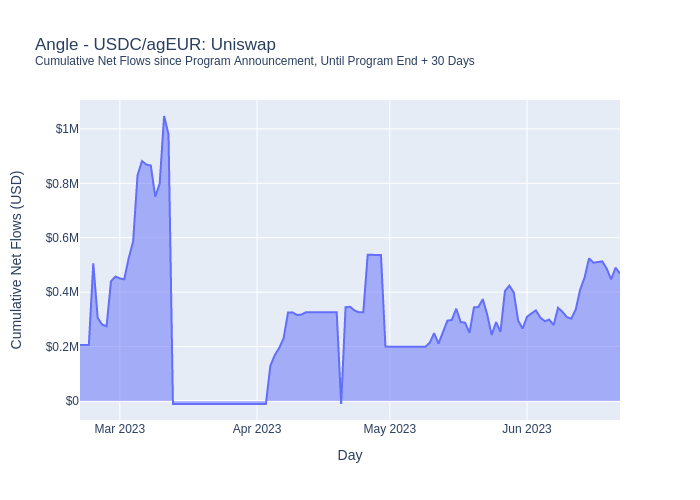 Angle - USDC/agEUR: Uniswap
Cumulative Net Flows since Program Announcement, Until Program End + 30 Days
Cumulative Net Flows (USD)
$1M
$0.8M
$0.6M
$0.4M
$0.2M
$0
Mar 2023 Apr 2023 May 2023 Jun 2023
Day